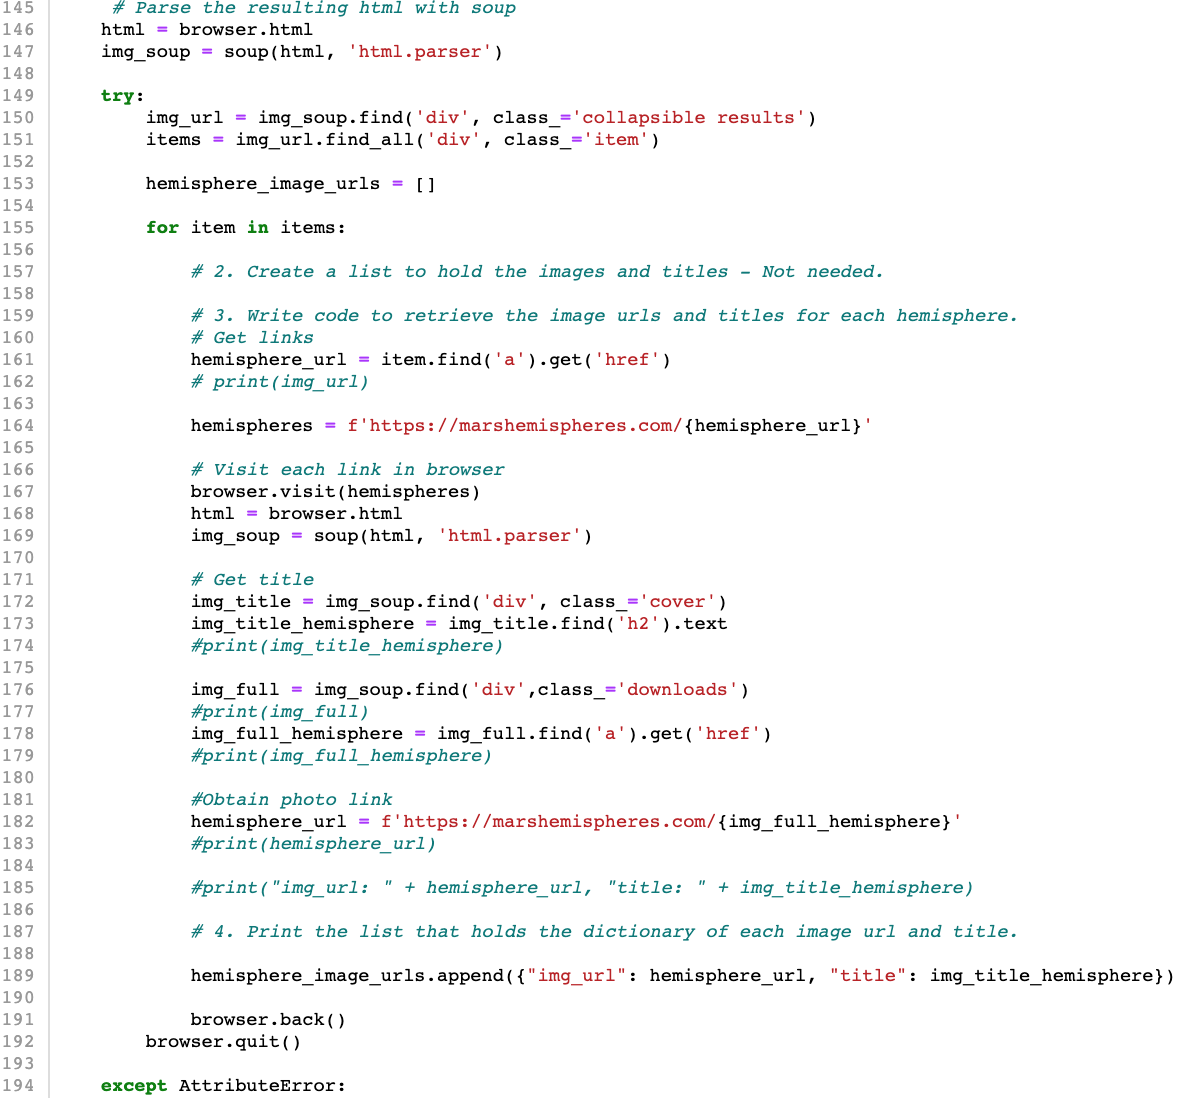 145 # Parse the resulting html with soup
146 html = browser.html
147 img_soup = soup(html, 'html.parser')
148
149 try:
150 img_url = img_soup.find('div', class_='collapsible results')
151 items = img_url.find_all('div', class_='item')
152
153 hemisphere_image_urls = []
154
155 for item in items:
156
157 # 2. Create a list to hold the images and titles - Not needed.
158
159 # 3. Write code to retrieve the image urls and titles for each hemisphere.
160 # Get links
161 hemisphere_url = item.find('a').get('href')
162 # print(img_url)
163
164 hemispheres = f'https://marshemispheres.com/{hemisphere_url}'
165
166 # Visit each link in browser
167 browser.visit(hemispheres)
168 html = browser.html
169 img_soup = soup(html, 'html.parser')
170
171 # Get title
172 img_title = img_soup.find('div', class_='cover')
173 img_title_hemisphere = img_title.find('h2').text
174 #print(img_title_hemisphere)
175
176 img_full = img_soup.find('div',class_='downloads')
177 #print(img_full)
178 img_full_hemisphere = img_full.find('a').get('href')
179 #print(img_full_hemisphere)
180
181 #Obtain photo link
182 hemisphere_url = f'https://marshemispheres.com/{img_full_hemisphere}'
183 #print(hemisphere_url)
184
185 #print("img_url: " + hemisphere_url, "title: " + img_title_hemisphere)
186
187 # 4. Print the list that holds the dictionary of each image url and title.
188
189 hemisphere_image_urls.append({"img_url": hemisphere_url, "title": img_title_hemisphere})
190
191 browser.back()
192 browser.quit()
193
194 except AttributeError: